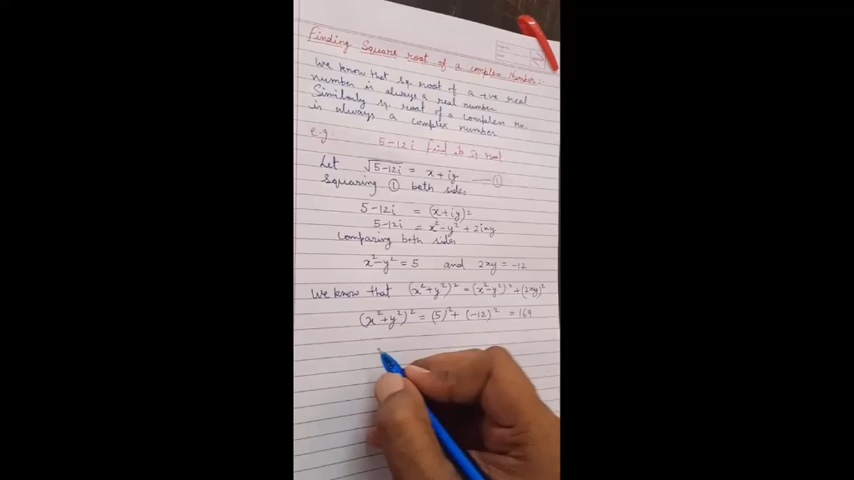 Finding Square root of a complex number:-
We know that sq. root of a +ve real
number is always a real number
Similarly sq. root of a complex no
is always a complex number
e.g
5-12i find its root
Let √5-12i = x+iy —①
Squaring ① both sides
5-12i = (x+iy)²
5-12i = x²-y²+2ixy
Comparing both sides
x²-y² = 5 and 2xy = -12
We know that (x²+y²)² = (x²-y²)²+(2xy)²
(x²+y²)² = (5)²+(-12)² = 169